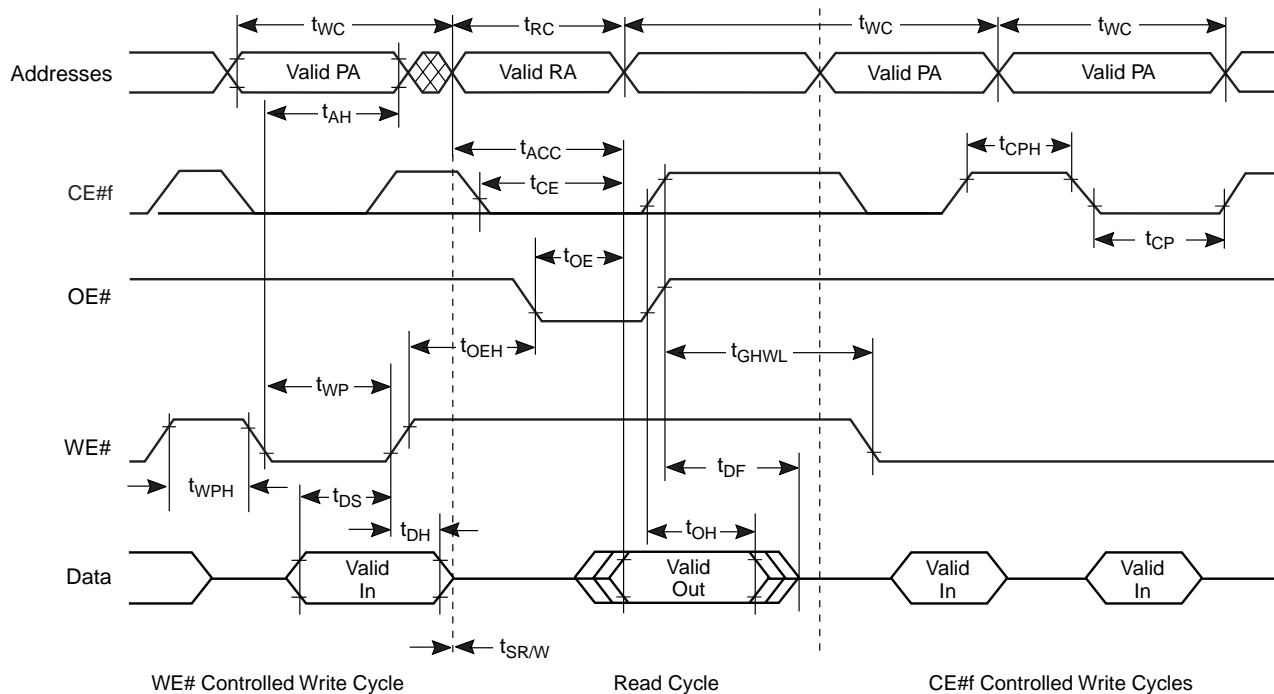 tWC tRC tWC tWC
Addresses Valid PA Valid RA Valid PA Valid PA
tAH
tACC tCPH
CE#f tCE
tCP
tOE
OE#
tOEH tGHWL
tWP
WE#
tDF
tWPH tDS
tDH tOH
Data Valid In Valid Out Valid In Valid In
tSR/W
WE# Controlled Write Cycle Read Cycle CE#f Controlled Write Cycles